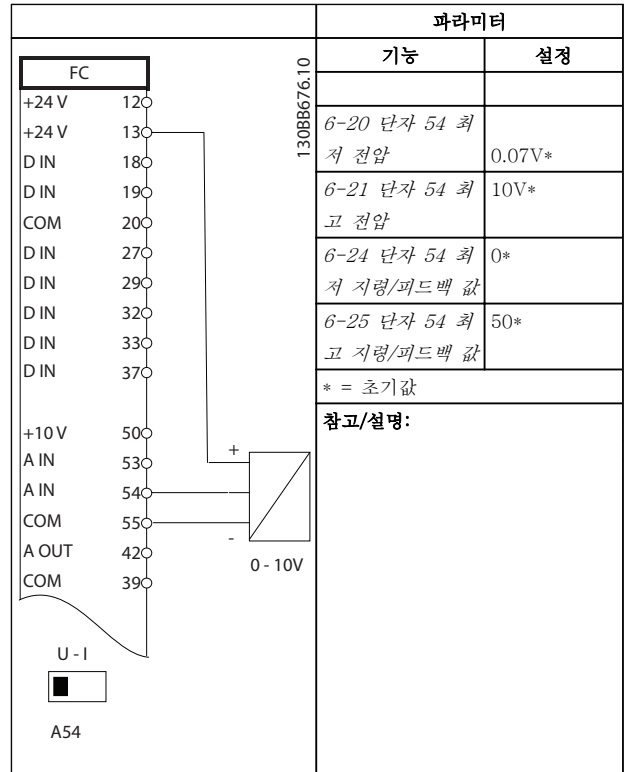 파라미터
기능 설정
6-20 단자 54 최
저 전압 0.07V*
6-21 단자 54 최 10V*
고 전압
6-24 단자 54 최 0*
저 지령/피드백 값
6-25 단자 54 최 50*
고 지령/피드백 값
* = 초기값
참고/설명:
130BB676.10
FC
+24 V 12
+24 V 13
D IN 18
D IN 19
COM 20
D IN 27
D IN 29
D IN 32
D IN 33
D IN 37
+10 V 50
A IN 53
A IN 54
COM 55
A OUT 42
COM 39
+
-
0 - 10V
U - I
A54